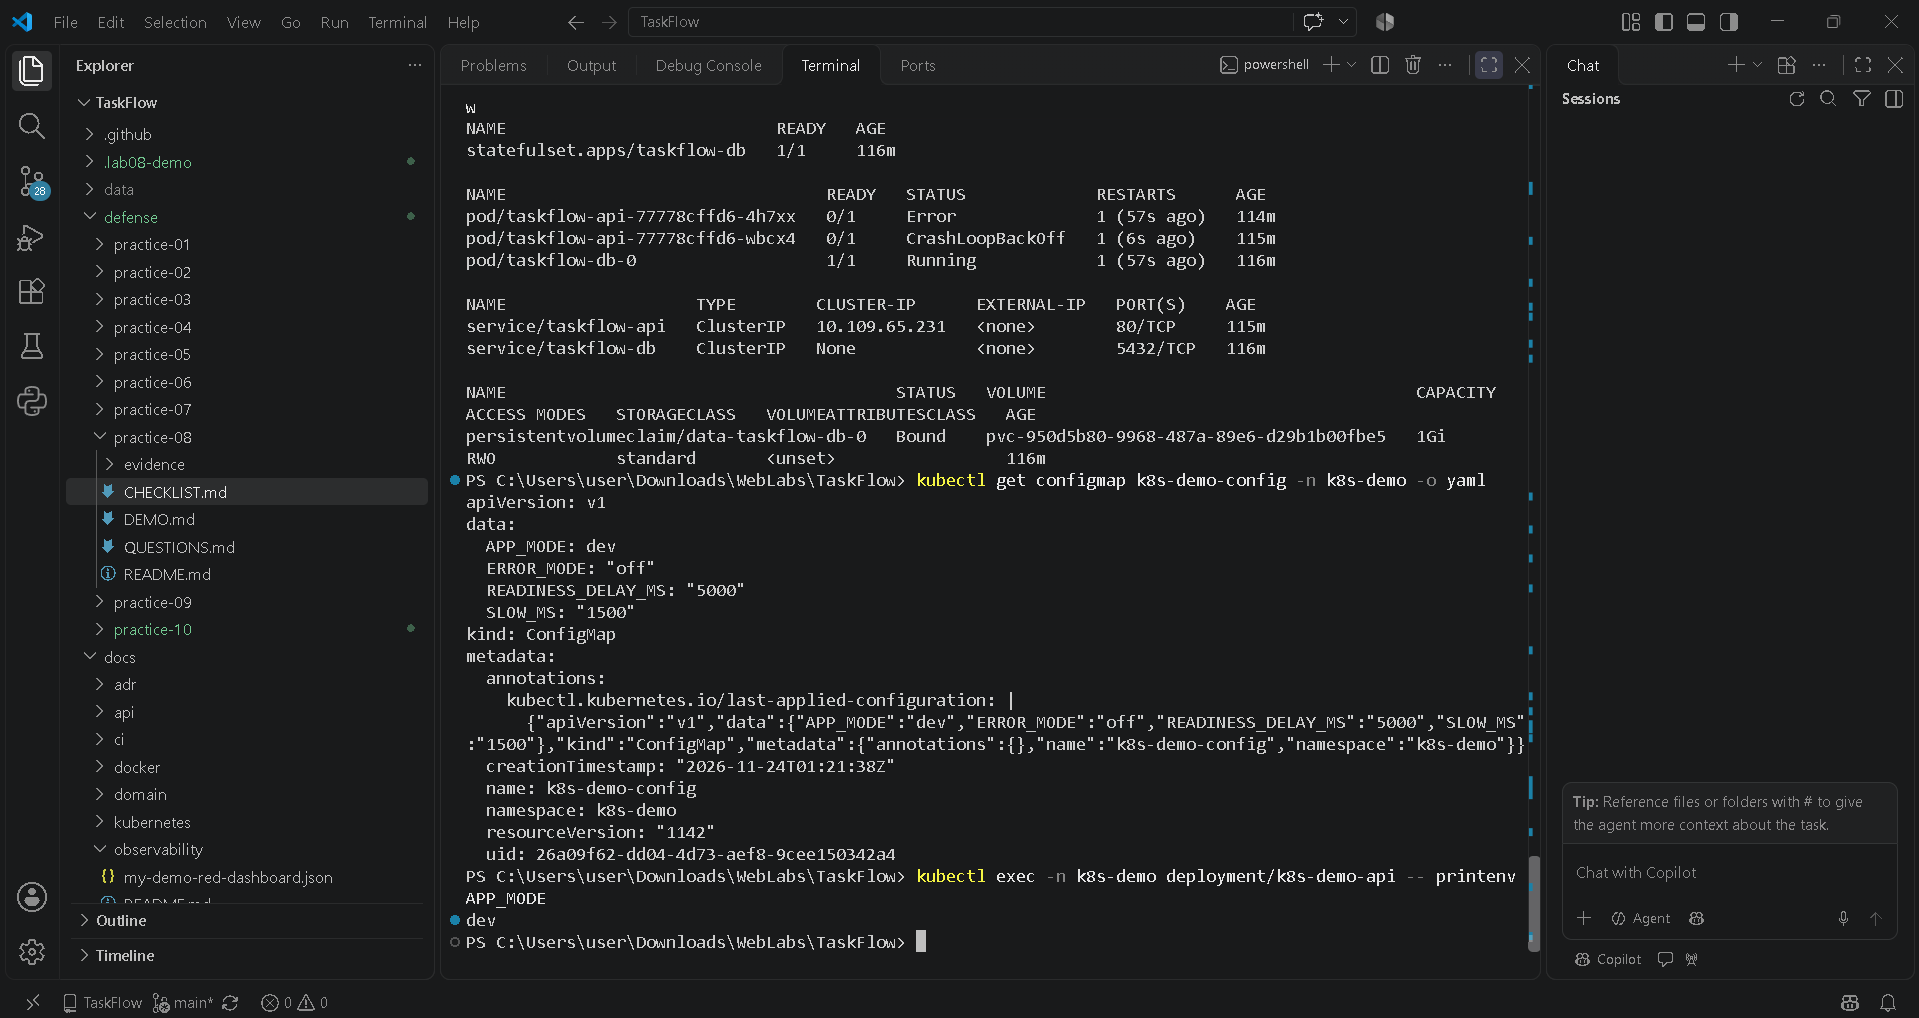 File Edit Selection View Go Run Terminal Help
TaskFlow
Explorer
TaskFlow
.github
.lab08-demo
data
defense
practice-01
practice-02
practice-03
practice-04
practice-05
practice-06
practice-07
practice-08
evidence
CHECKLIST.md
DEMO.md
QUESTIONS.md
README.md
practice-09
practice-10
docs
adr
api
ci
docker
domain
kubernetes
observability
my-demo-red-dashboard.json
README.md
Outline
Timeline
28
Problems Output Debug Console Terminal Ports
powershell
w
NAME READY AGE
statefulset.apps/taskflow-db 1/1 116m
NAME READY STATUS RESTARTS AGE
pod/taskflow-api-77778cffd6-4h7xx 0/1 Error 1 (57s ago) 114m
pod/taskflow-api-77778cffd6-wbcx4 0/1 CrashLoopBackOff 1 (6s ago) 115m
pod/taskflow-db-0 1/1 Running 1 (57s ago) 116m
NAME TYPE CLUSTER-IP EXTERNAL-IP PORT(S) AGE
service/taskflow-api ClusterIP 10.109.65.231 <none> 80/TCP 115m
service/taskflow-db ClusterIP None <none> 5432/TCP 116m
NAME STATUS VOLUME CAPACITY
ACCESS MODES STORAGECLASS VOLUMEATTRIBUTESCLASS AGE
persistentvolumeclaim/data-taskflow-db-0 Bound pvc-950d5b80-9968-487a-89e6-d29b1b00fbe5 1Gi
RWO standard <unset> 116m
PS C:\Users\user\Downloads\WebLabs\TaskFlow> kubectl get configmap k8s-demo-config -n k8s-demo -o yaml
apiVersion: v1
data:
APP_MODE: dev
ERROR_MODE: "off"
READINESS_DELAY_MS: "5000"
SLOW_MS: "1500"
kind: ConfigMap
metadata:
annotations:
kubectl.kubernetes.io/last-applied-configuration: |
{"apiVersion":"v1","data":{"APP_MODE":"dev","ERROR_MODE":"off","READINESS_DELAY_MS":"5000","SLOW_MS"
:"1500"},"kind":"ConfigMap","metadata":{"annotations":{},"name":"k8s-demo-config","namespace":"k8s-demo"}}
creationTimestamp: "2026-11-24T01:21:38Z"
name: k8s-demo-config
namespace: k8s-demo
resourceVersion: "1142"
uid: 26a09f62-dd04-4d73-aef8-9cee150342a4
PS C:\Users\user\Downloads\WebLabs\TaskFlow> kubectl exec -n k8s-demo deployment/k8s-demo-api -- printenv
APP_MODE
dev
PS C:\Users\user\Downloads\WebLabs\TaskFlow>
Chat
Sessions
Tip: Reference files or folders with # to give
the agent more context about the task.
Chat with Copilot
Agent
Copilot
TaskFlow main* 0 0